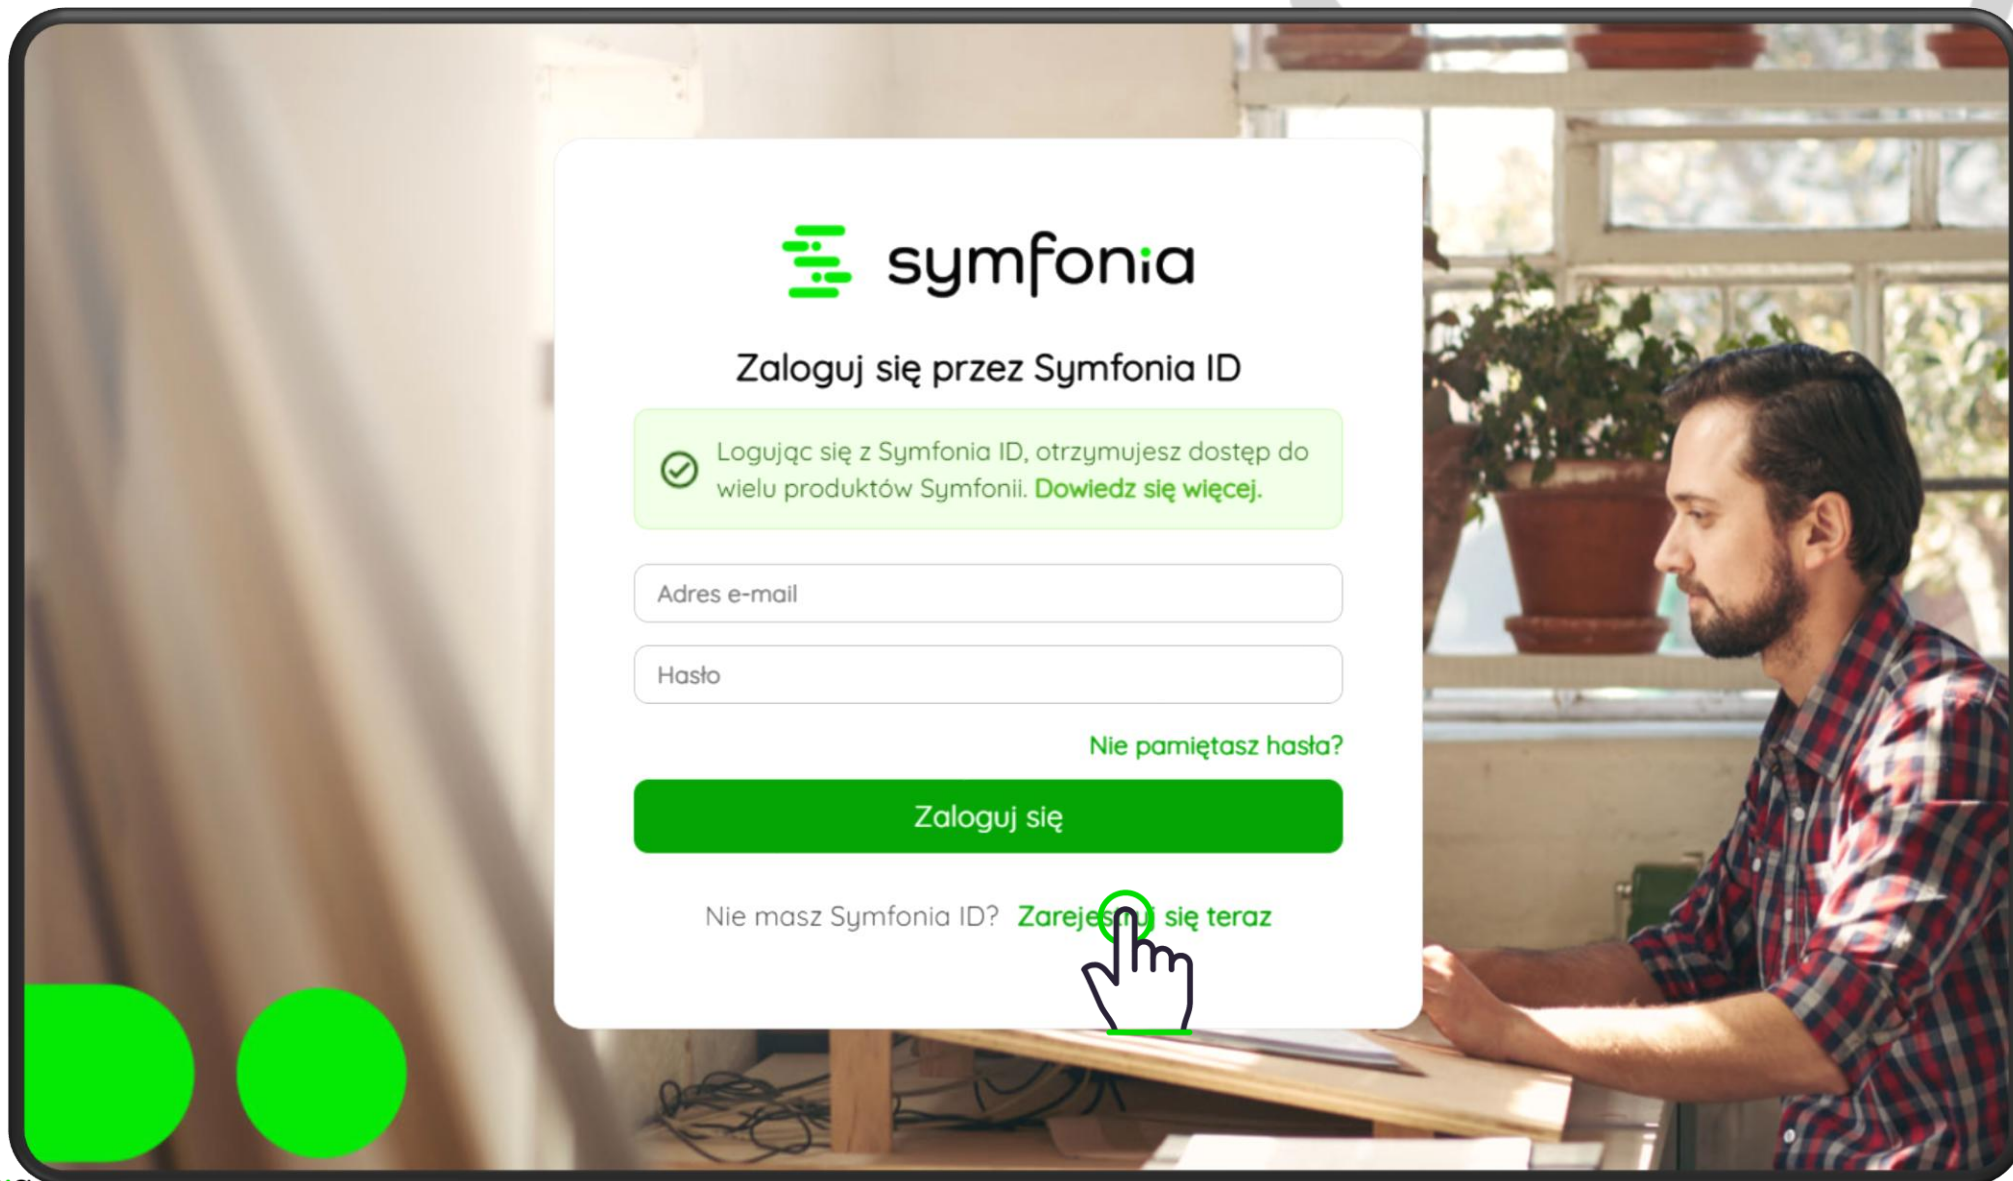 symfonia
Zaloguj się przez Symfonia ID
Logując się z Symfonia ID, otrzymujesz dostęp do
wielu produktów Symfonii. Dowiedz się więcej.
Adres e-mail
Hasło
Nie pamiętasz hasła?
Zaloguj się
Nie masz Symfonia ID? Zarejestruj się teraz